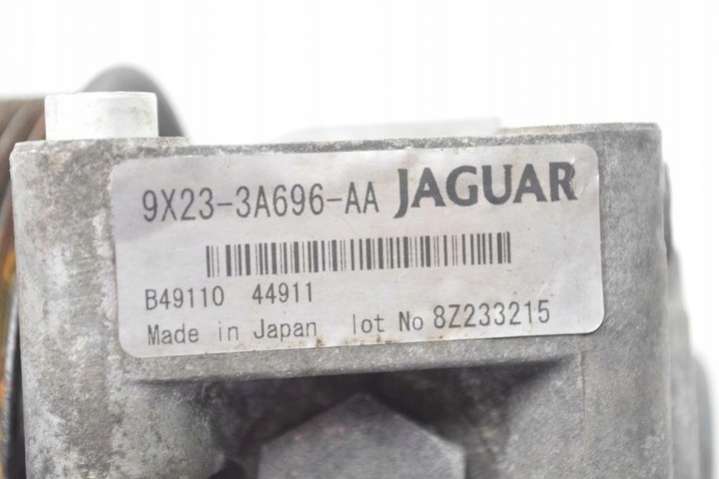 9X23-3A696-AA JAGUAR
B49110 44911
Made in Japan lot No 8Z233215